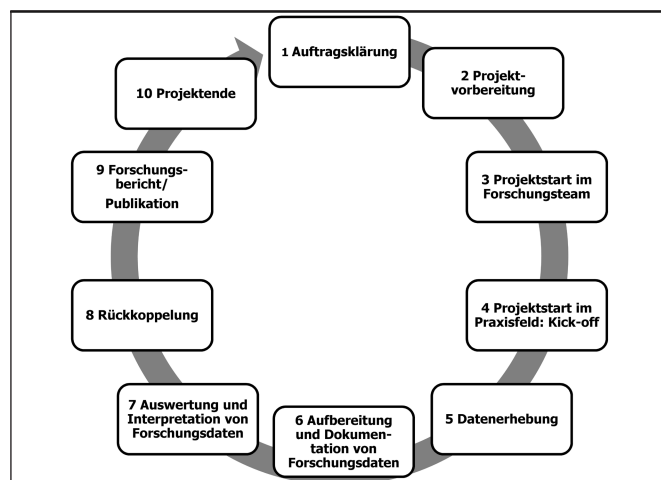 1 Auftragsklärung
2 Projekt-
vorbereitung
3 Projektstart im
Forschungsteam
4 Projektstart im
Praxisfeld: Kick-off
5 Datenerhebung
6 Aufbereitung
und Dokumen-
tation von
Forschungsdaten
7 Auswertung und
Interpretation von
Forschungsdaten
8 Rückkoppelung
9 Forschungs-
bericht/
Publikation
10 Projektende